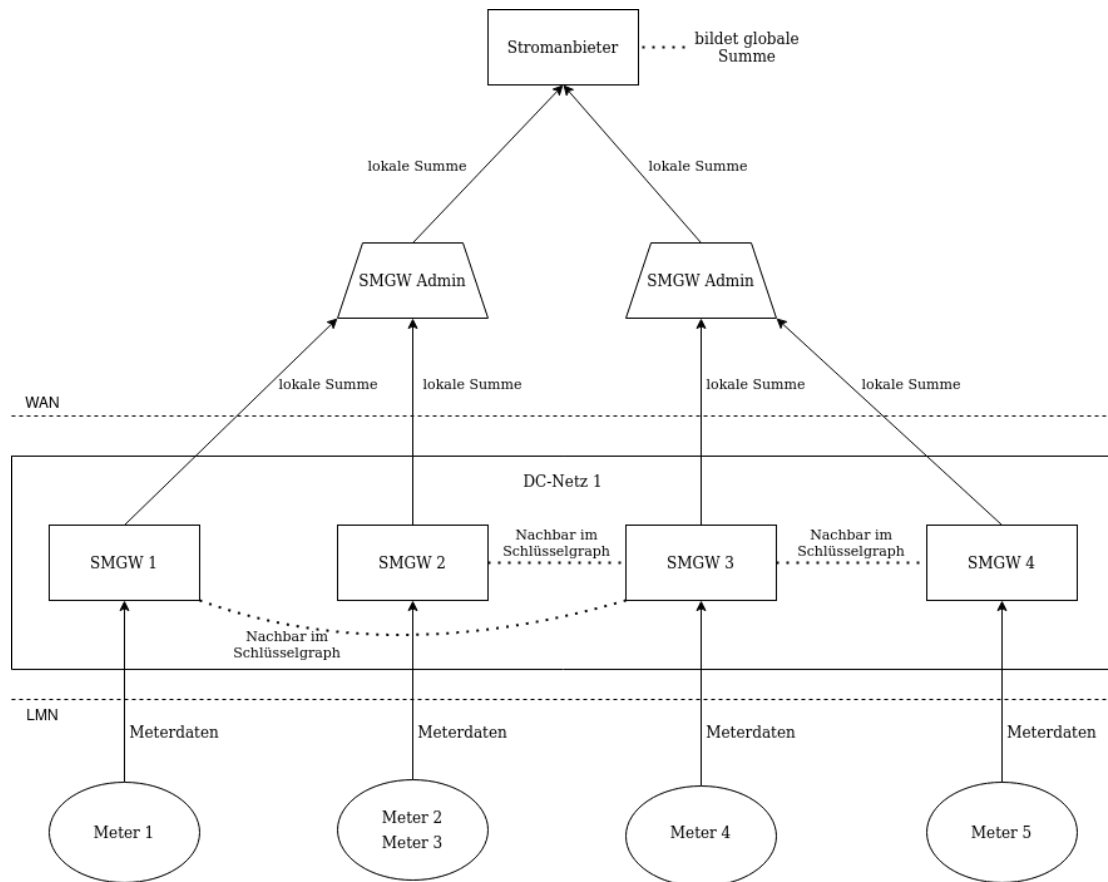 Stromanbieter
bildet globale
Summe
lokale Summe
lokale Summe
SMGW Admin
SMGW Admin
lokale Summe
lokale Summe
lokale Summe
lokale Summe
WAN
DC-Netz 1
SMGW 1
SMGW 2
Nachbar im
Schlüsselgraph
SMGW 3
Nachbar im
Schlüsselgraph
SMGW 4
Nachbar im
Schlüsselgraph
LMN
Meterdaten
Meterdaten
Meterdaten
Meterdaten
Meter 1
Meter 2
Meter 3
Meter 4
Meter 5